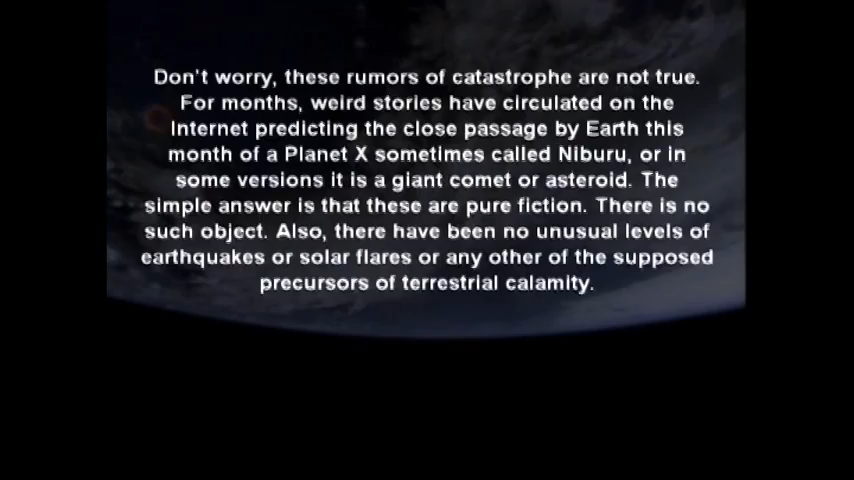 Don't worry, these rumors of catastrophe are not true.
For months, weird stories have circulated on the
Internet predicting the close passage by Earth this
month of a Planet X sometimes called Niburu, or in
some versions it is a giant comet or asteroid. The
simple answer is that these are pure fiction. There is no
such object. Also, there have been no unusual levels of
earthquakes or solar flares or any other of the supposed
precursors of terrestrial calamity.